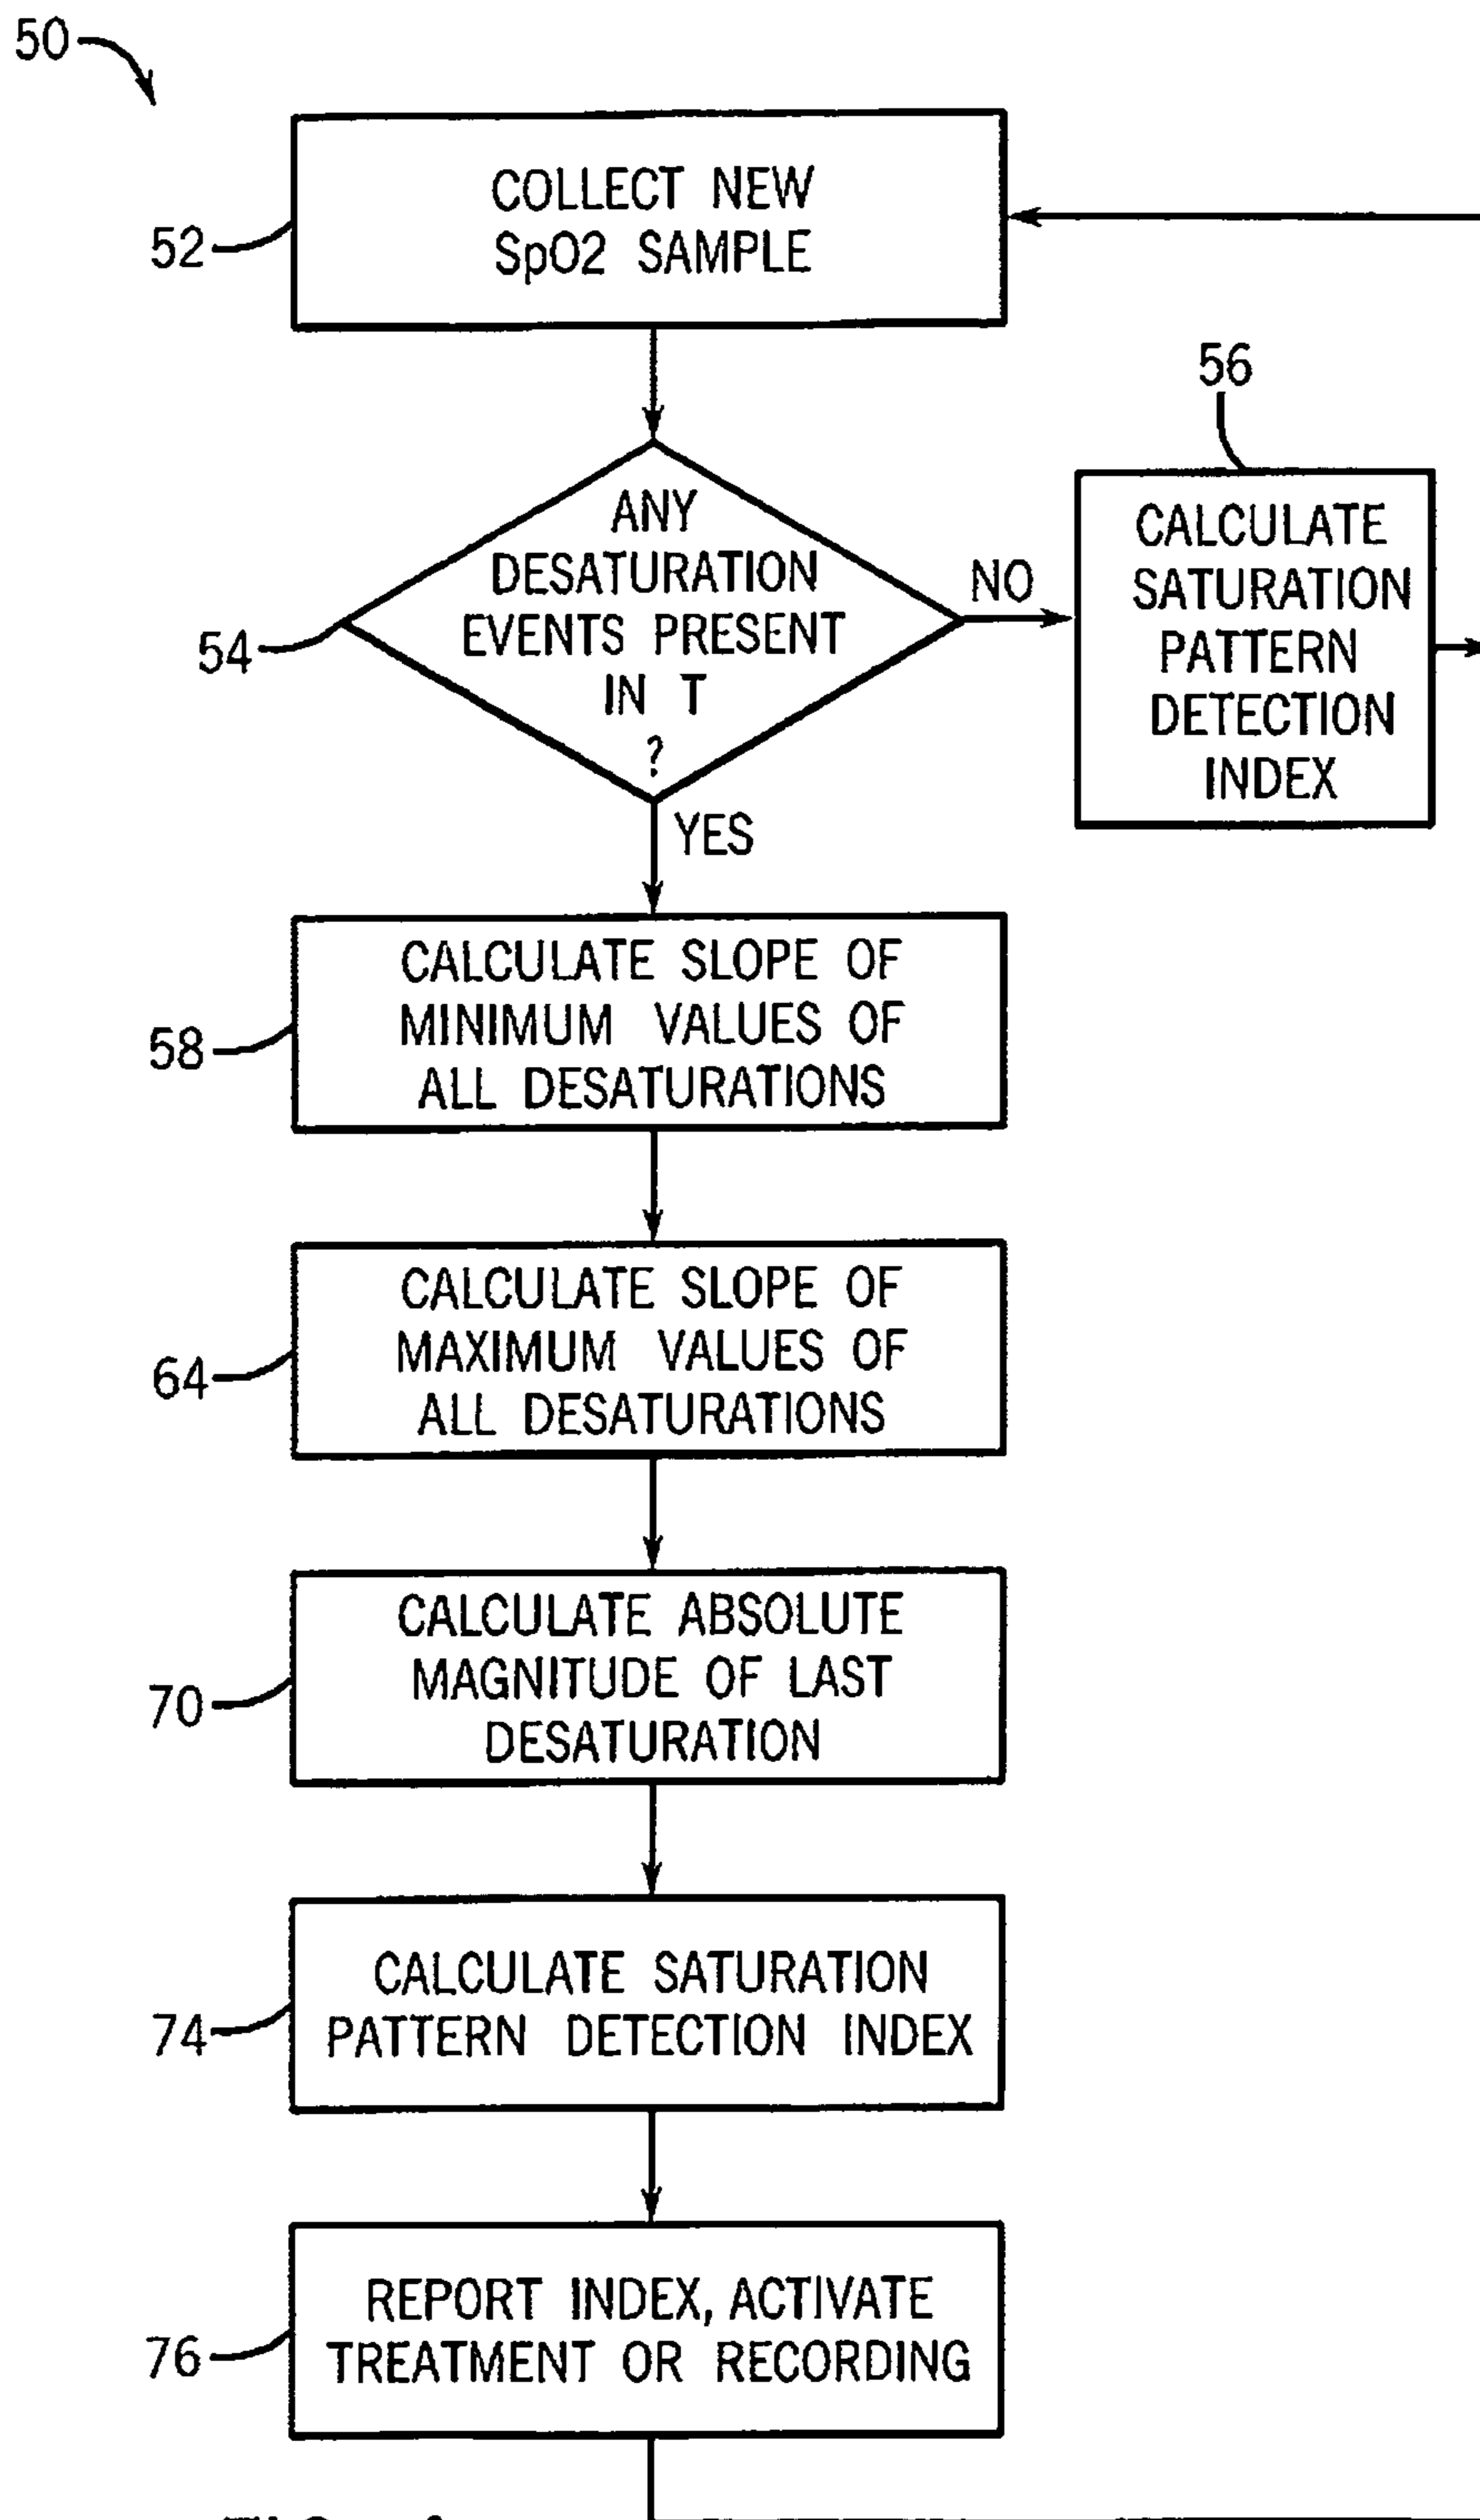 50
COLLECT NEW
SpO2 SAMPLE
52
56
ANY
DESATURATION
EVENTS PRESENT
IN T
?
54
NO
CALCULATE
SATURATION
PATTERN
DETECTION
INDEX
YES
CALCULATE SLOPE OF
MINIMUM VALUES OF
ALL DESATURATIONS
58
CALCULATE SLOPE OF
MAXIMUM VALUES OF
ALL DESATURATIONS
64
CALCULATE ABSOLUTE
MAGNITUDE OF LAST
DESATURATION
70
CALCULATE SATURATION
PATTERN DETECTION INDEX
74
REPORT INDEX, ACTIVATE
TREATMENT OR RECORDING
76